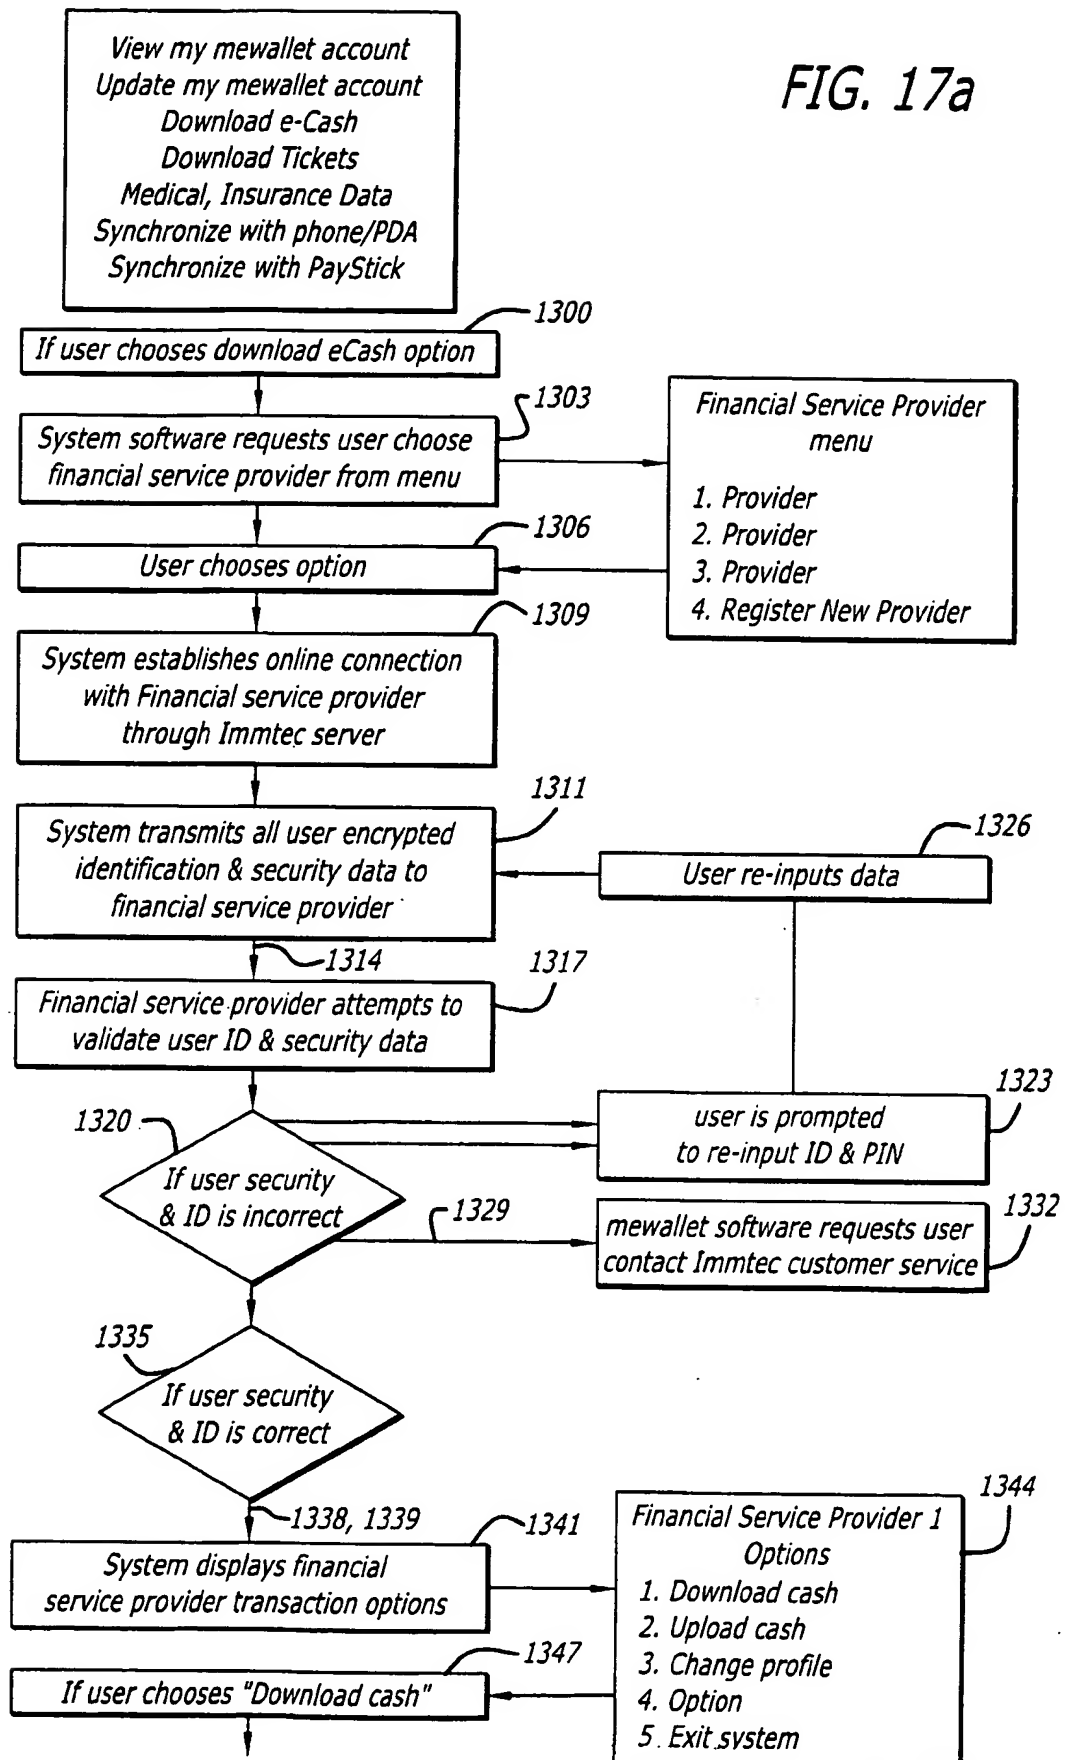 FIG. 17a
View my mewallet account
Update my mewallet account
Download e-Cash
Download Tickets
Medical, Insurance Data
Synchronize with phone/PDA
Synchronize with PayStick
1300
If user chooses download eCash option
1303
System software requests user choose
financial service provider from menu
Financial Service Provider
menu
1. Provider
2. Provider
3. Provider
4. Register New Provider
1306
User chooses option
1309
System establishes online connection
with Financial service provider
through Immtec server
1311
System transmits all user encrypted
identification & security data to
financial service provider
1326
User re-inputs data
1314
1317
Financial service provider attempts to
validate user ID & security data
1320
If user security
& ID is incorrect
1323
user is prompted
to re-input ID & PIN
1329
1332
mewallet software requests user
contact Immtec customer service
1335
If user security
& ID is correct
1338, 1339
1341
System displays financial
service provider transaction options
1344
Financial Service Provider 1
Options
1. Download cash
2. Upload cash
3. Change profile
4. Option
5. Exit system
1347
If user chooses "Download cash"